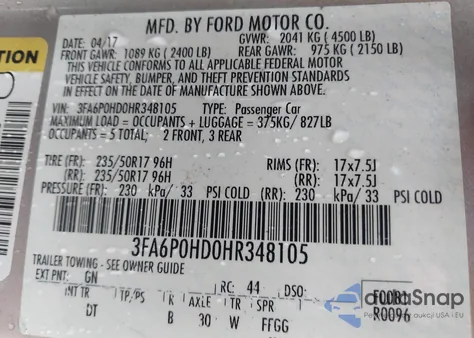 MFD. BY FORD MOTOR CO.
DATE: 04/17 GVWR: 2041 KG (4500 LB)
FRONT GAWR: 1089 KG (2400 LB) REAR GAWR: 975 KG (2150 LB)
THIS VEHICLE CONFORMS TO ALL APPLICABLE FEDERAL MOTOR
VEHICLE SAFETY, BUMPER, AND THEFT PREVENTION STANDARDS
IN EFFECT ON THE DATE OF MANUFACTURE SHOWN ABOVE.
VIN: 3FA6P0HD0HR348105 TYPE: Passenger Car
MAXIMUM LOAD = OCCUPANTS + LUGGAGE = 375KG/ 827LB
OCCUPANTS = 5 TOTAL; 2 FRONT, 3 REAR
TIRE (FR): 235/50R17 96H RIMS (FR): 17x7.5J
(RR): 235/50R17 96H (RR): 17x7.5J
PRESSURE (FR): 230 kPa/ 33 PSI COLD (RR): 230 kPa/ 33 PSI COLD
3FA6P0HD0HR348105
TRAILER TOWING - SEE OWNER GUIDE
EXT PNT: GN RC: 44 DSO:
INT TR TP/PS R AXLE TR SPR
DT B 30 W FFGG R0096